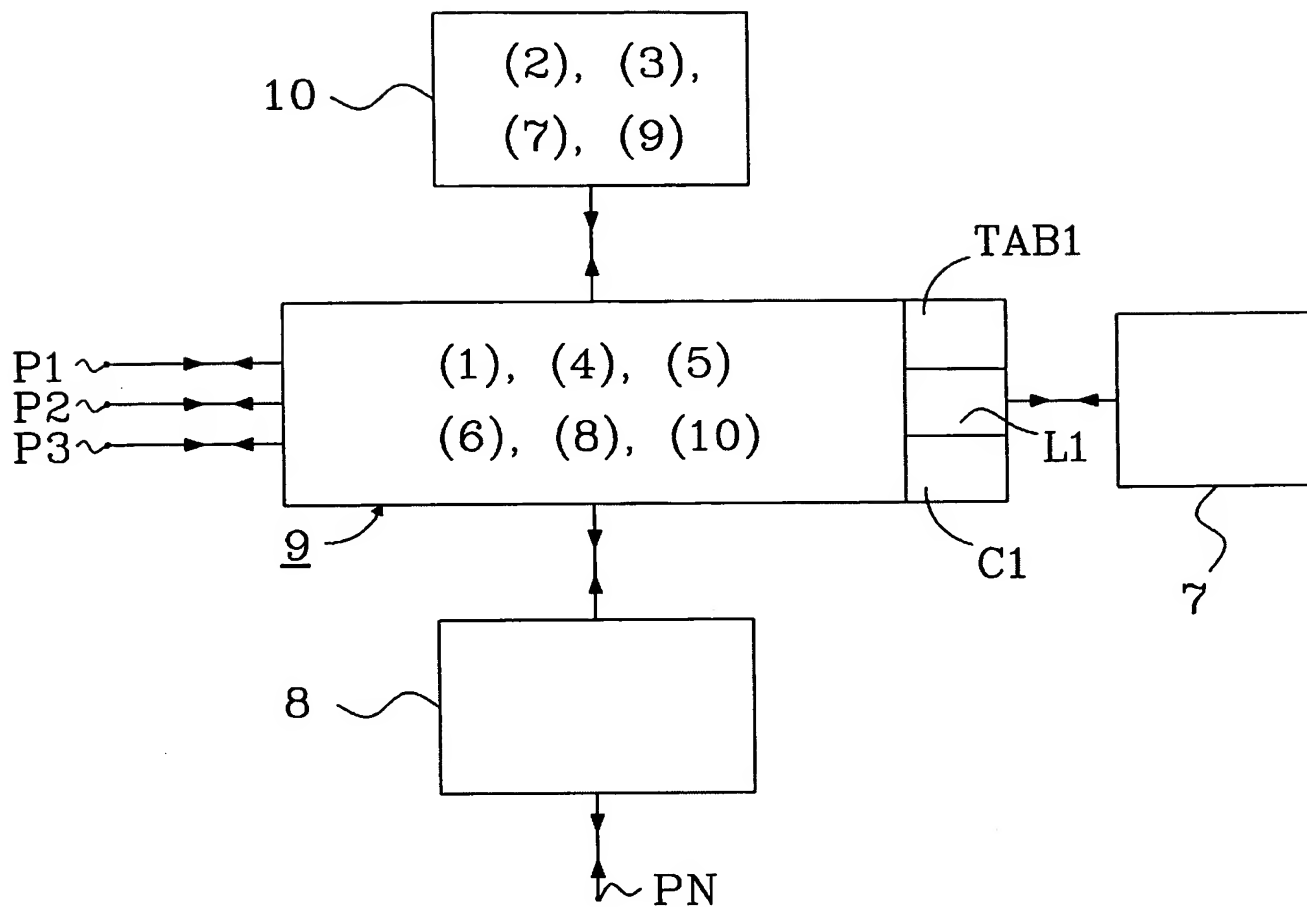 10
(2), (3),
(7), (9)
TAB1
P1
P2
P3
(1), (4), (5)
(6), (8), (10)
L1
9
C1
7
8
PN